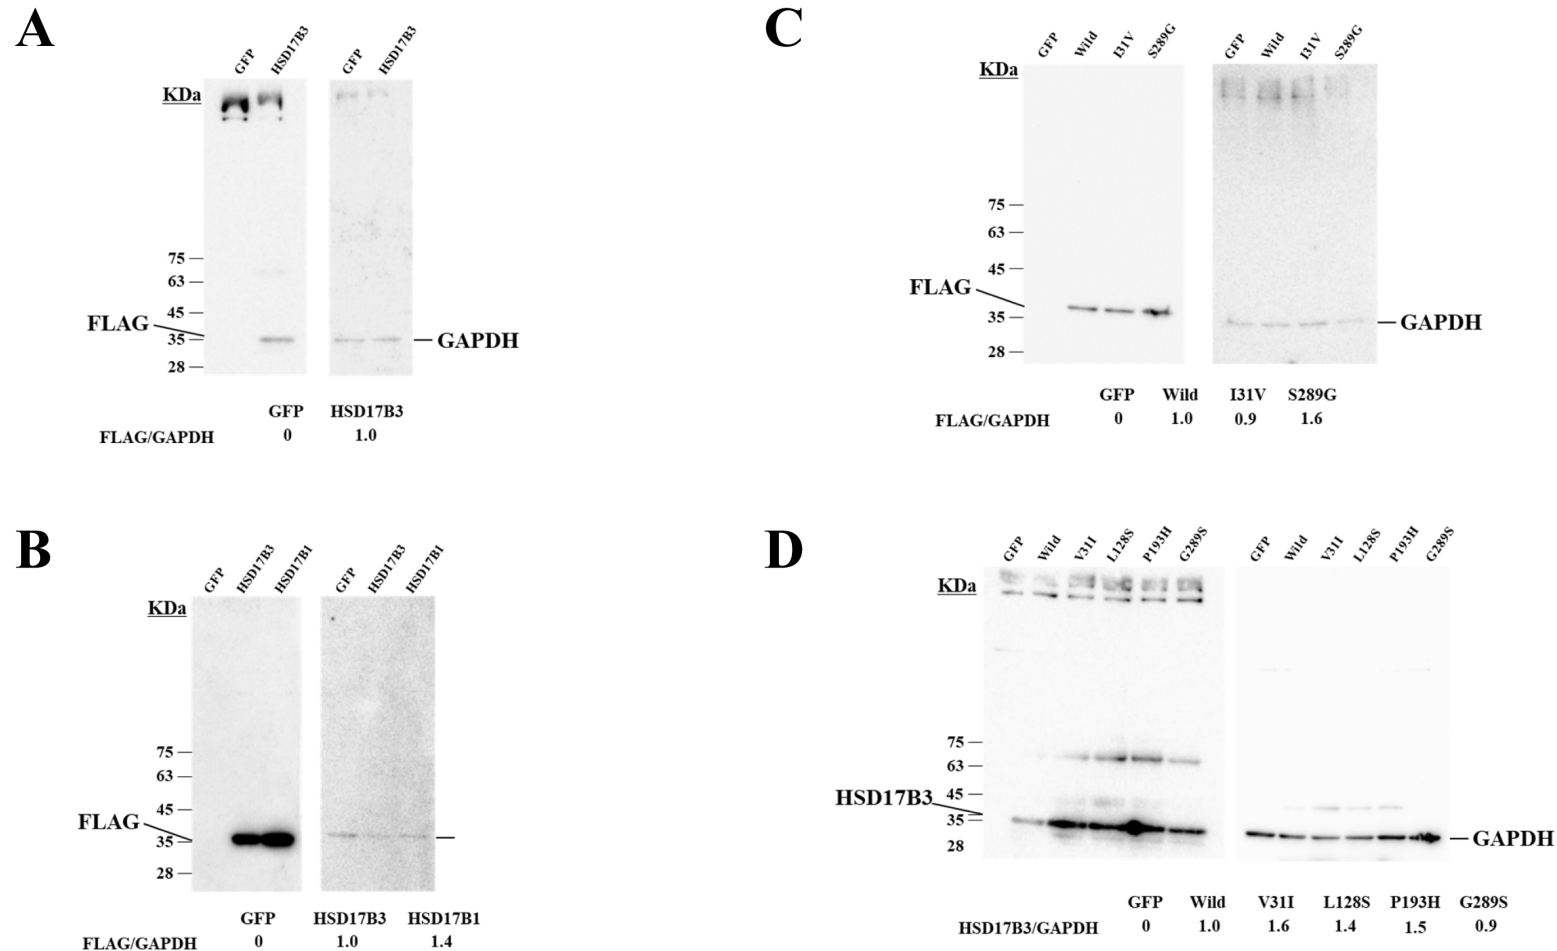 A
GFP HSD17B3 GFP HSD17B3
KDa
75
63
45
FLAG
35
GAPDH
28
GFP HSD17B3
FLAG/GAPDH 0 1.0
B
GFP HSD17B3 HSD17B1 GFP HSD17B3 HSD17B1
KDa
75
63
45
FLAG
35
28
GFP HSD17B3 HSD17B1
FLAG/GAPDH 0 1.0 1.4
C
GFP Wild I31V S289G GFP Wild I31V S289G
KDa
75
63
45
FLAG
35
GAPDH
28
GFP Wild I31V S289G
FLAG/GAPDH 0 1.0 0.9 1.6
D
GFP Wild V31I L128S P193H G289S GFP Wild V31I L128S P193H G289S
KDa
75
63
45
HSD17B3
35
GAPDH
28
GFP Wild V31I L128S P193H G289S
HSD17B3/GAPDH 0 1.0 1.6 1.4 1.5 0.9